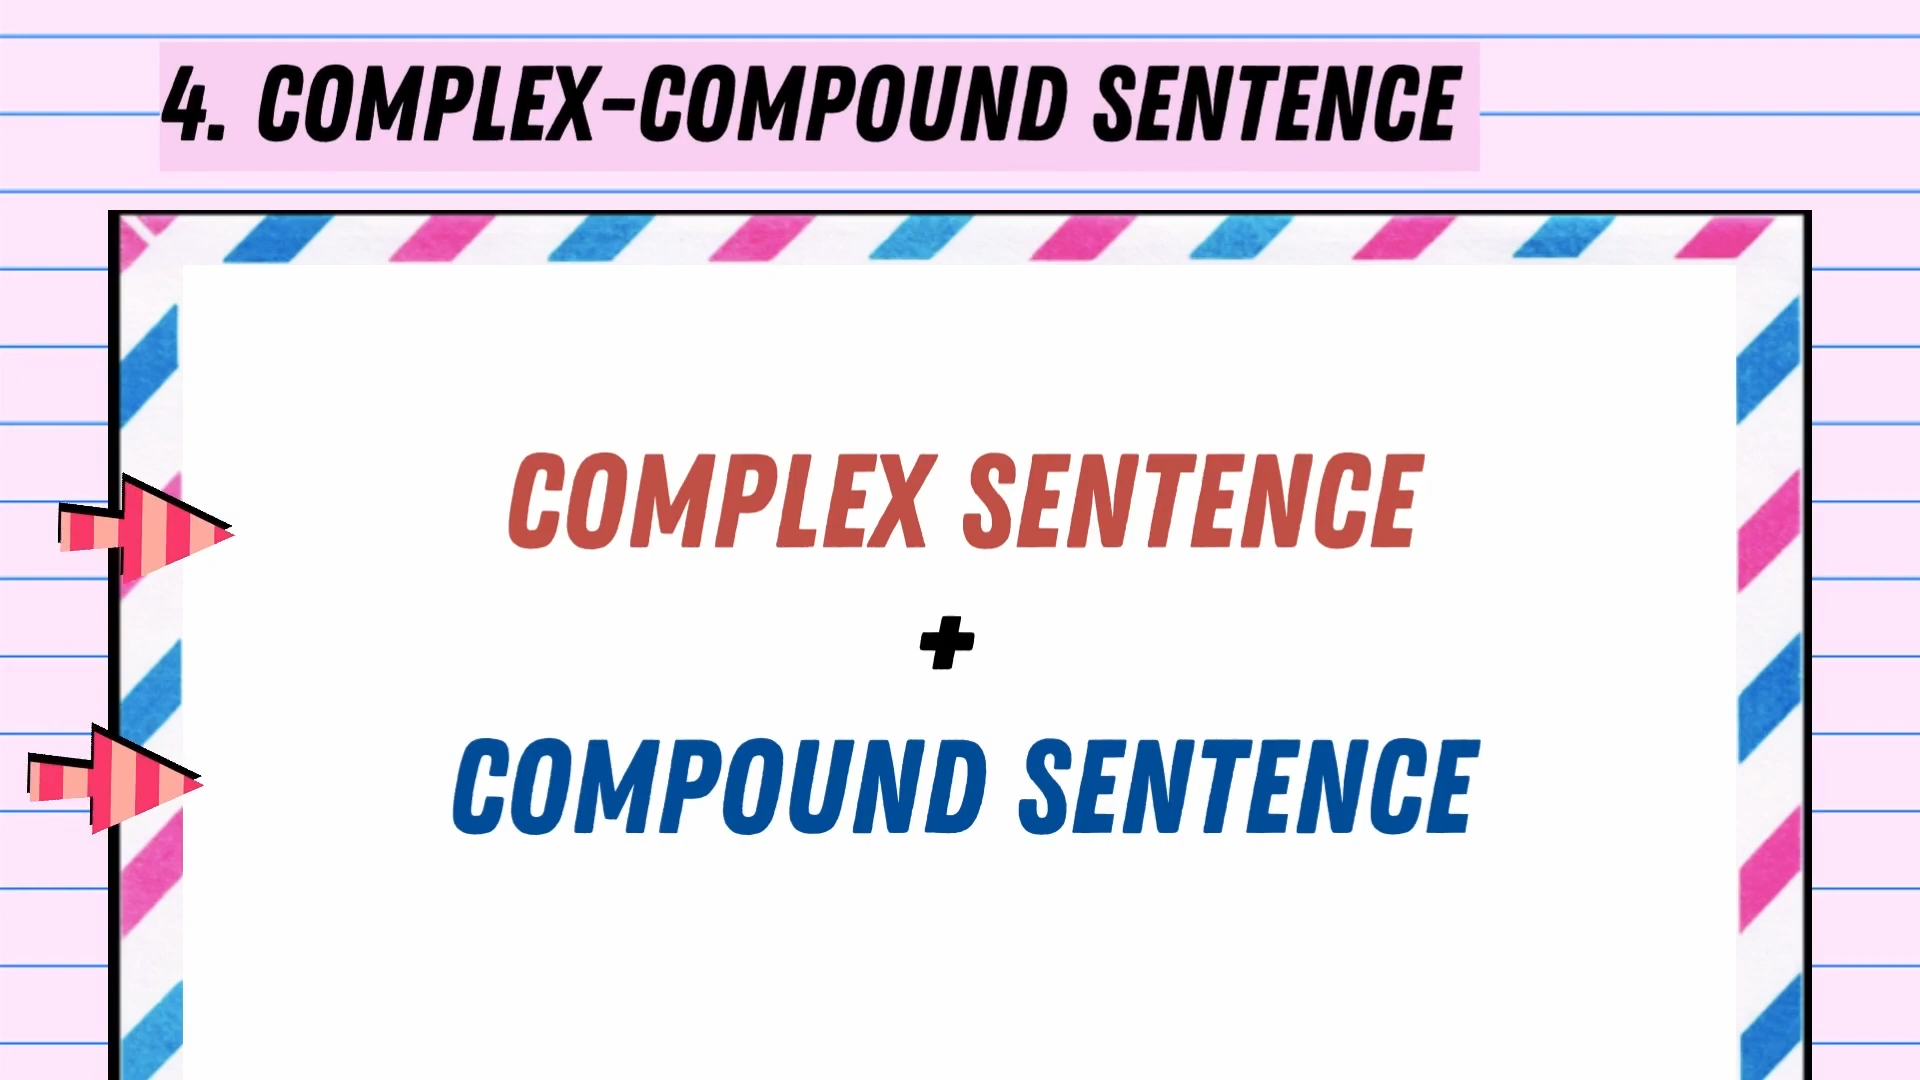 4. COMPLEX-COMPOUND SENTENCE
COMPLEX SENTENCE
+
COMPOUND SENTENCE